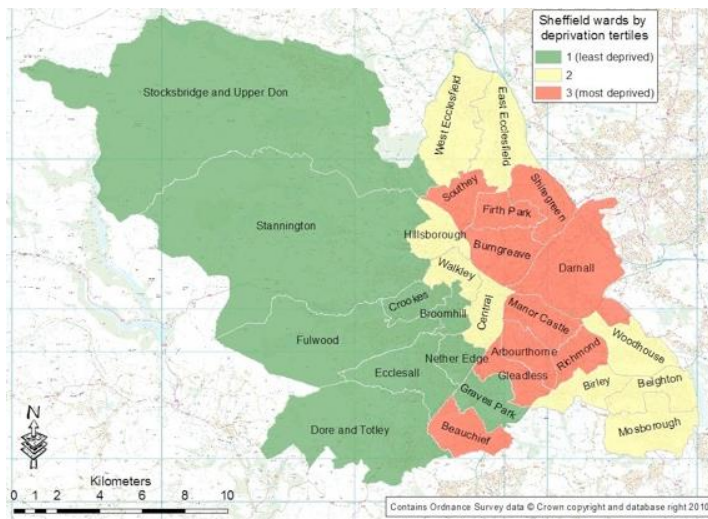 Sheffield wards by
deprivation tertiles
1 (least deprived)
2
3 (most deprived)
Stocksbridge and Upper Don
West Ecclesfield
East Ecclesfield
Southey
Shiregreen
Firth Park
Stannington
Hillsborough
Burngreave
Walkley
Darnall
Crookes
Broomhill
Central
Manor Castle
Fulwood
Woodhouse
Nether Edge
Arbourthorne
Richmond
Ecclesall
Gleadless
Birley
Beighton
Graves Park
Mosborough
Dore and Totley
Beauchief
N
Kilometers
0 1 2 4 6 8 10
Contains Ordnance Survey data © Crown copyright and database right 2010